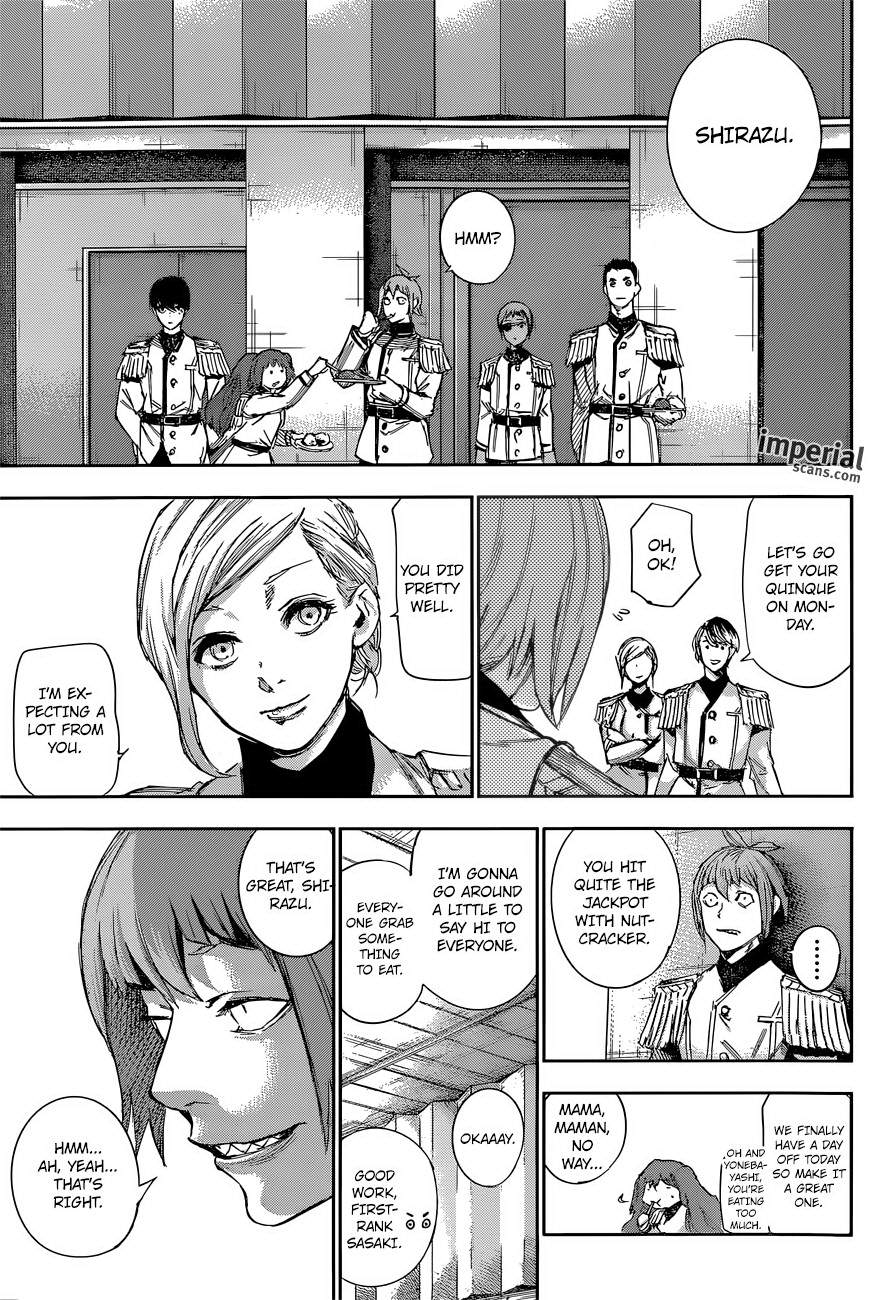 SHIRAZU.
HMM?
imperial
scans.com
LET'S GO
GET YOUR
QUINQUE
ON MON-
DAY.
OH,
OK!
YOU DID
PRETTY
WELL.
I'M EX-
PECTING A
LOT FROM
YOU.
YOU HIT
QUITE THE
JACKPOT
WITH NUT-
CRACKER.
WE FINALLY
HAVE A DAY
OFF TODAY
SO MAKE IT
A GREAT
ONE.
OH AND
YONEBA-
YASHI,
YOU'RE
EATING
TOO
MUCH.
MAMA,
MAMAN,
NO
WAY...
I'M GONNA
GO AROUND
A LITTLE TO
SAY HI TO
EVERYONE.
EVERY-
ONE GRAB
SOME-
THING
TO EAT.
OKAAAY.
GOOD
WORK,
FIRST-
RANK
SASAKI.
THAT'S
GREAT, SHI-
RAZU.
HMM...
AH, YEAH...
THAT'S
RIGHT.